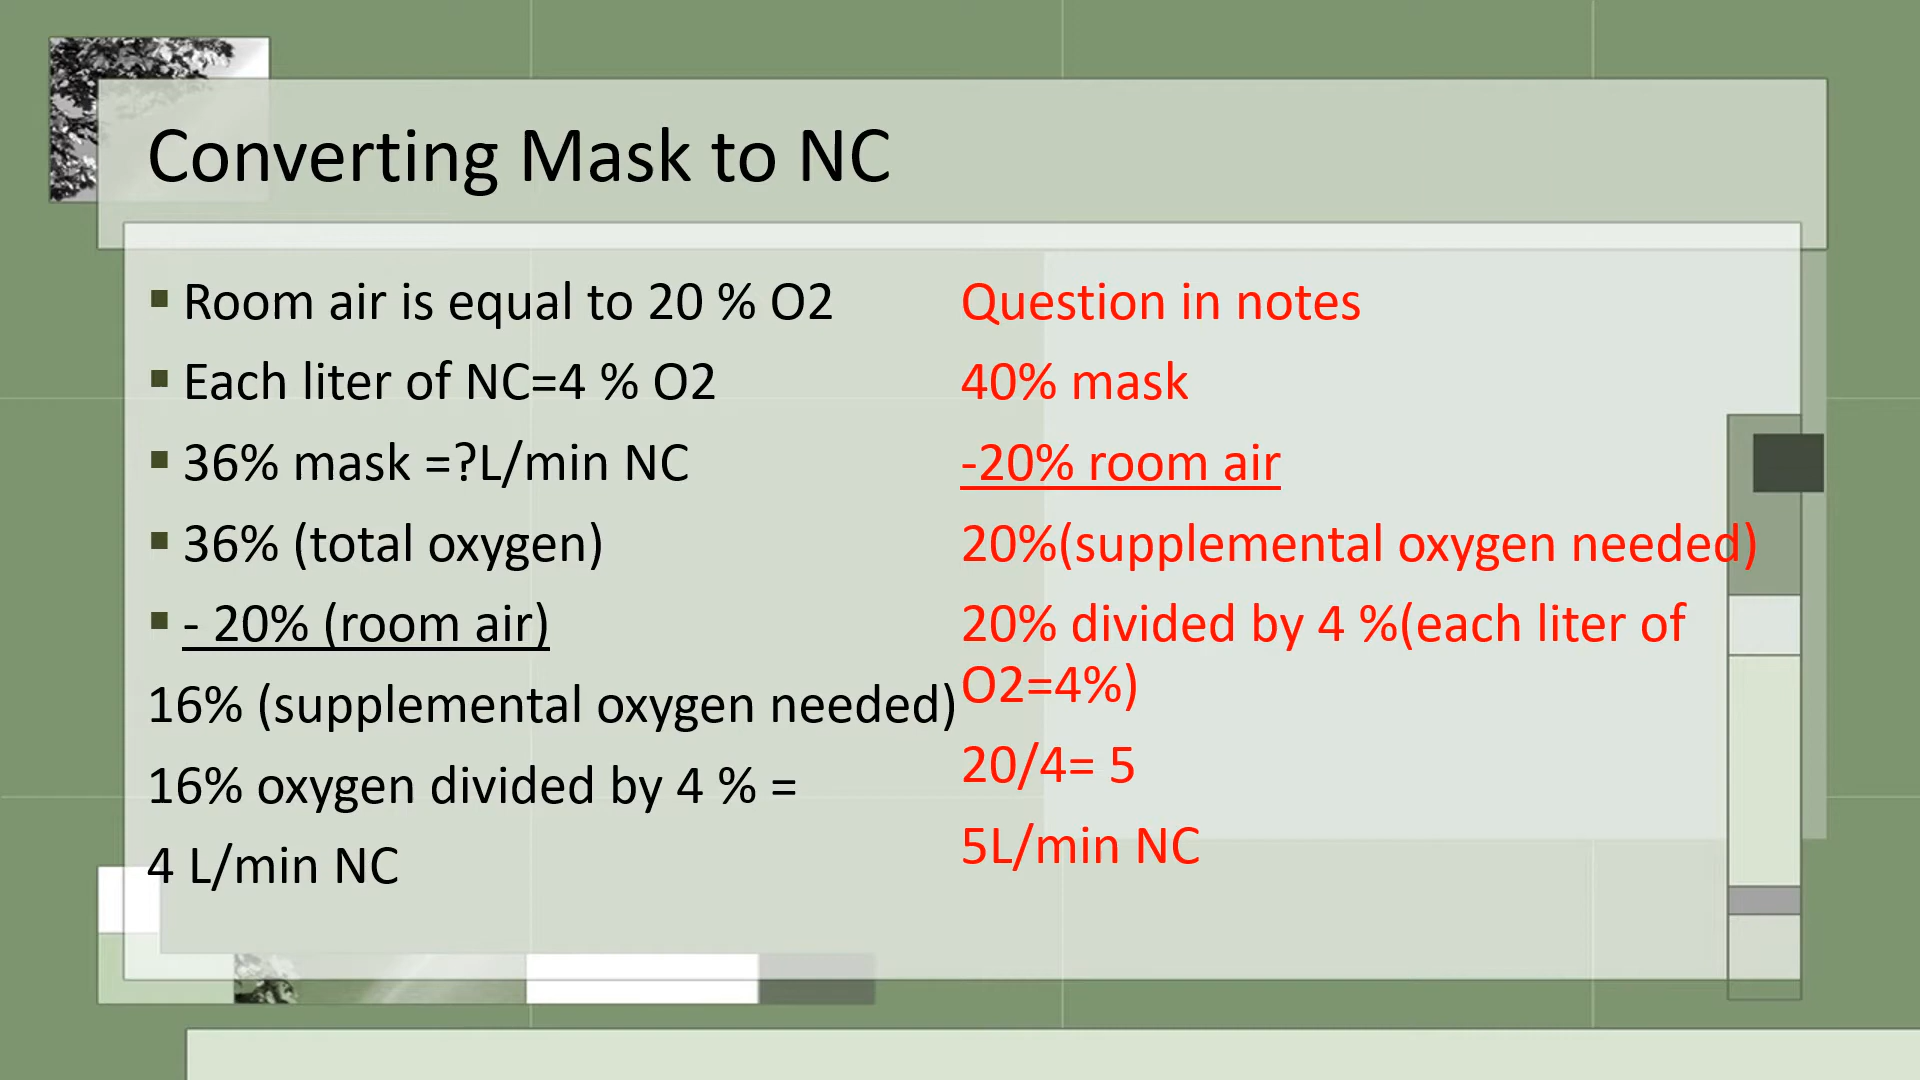 Converting Mask to NC
▪ Room air is equal to 20 % O2
▪ Each liter of NC=4 % O2
▪ 36% mask =?L/min NC
▪ 36% (total oxygen)
▪ - 20% (room air)
16% (supplemental oxygen needed)
16% oxygen divided by 4 % =
4 L/min NC
Question in notes
40% mask
-20% room air
20%(supplemental oxygen needed)
20% divided by 4 %(each liter of
O2=4%)
20/4= 5
5L/min NC